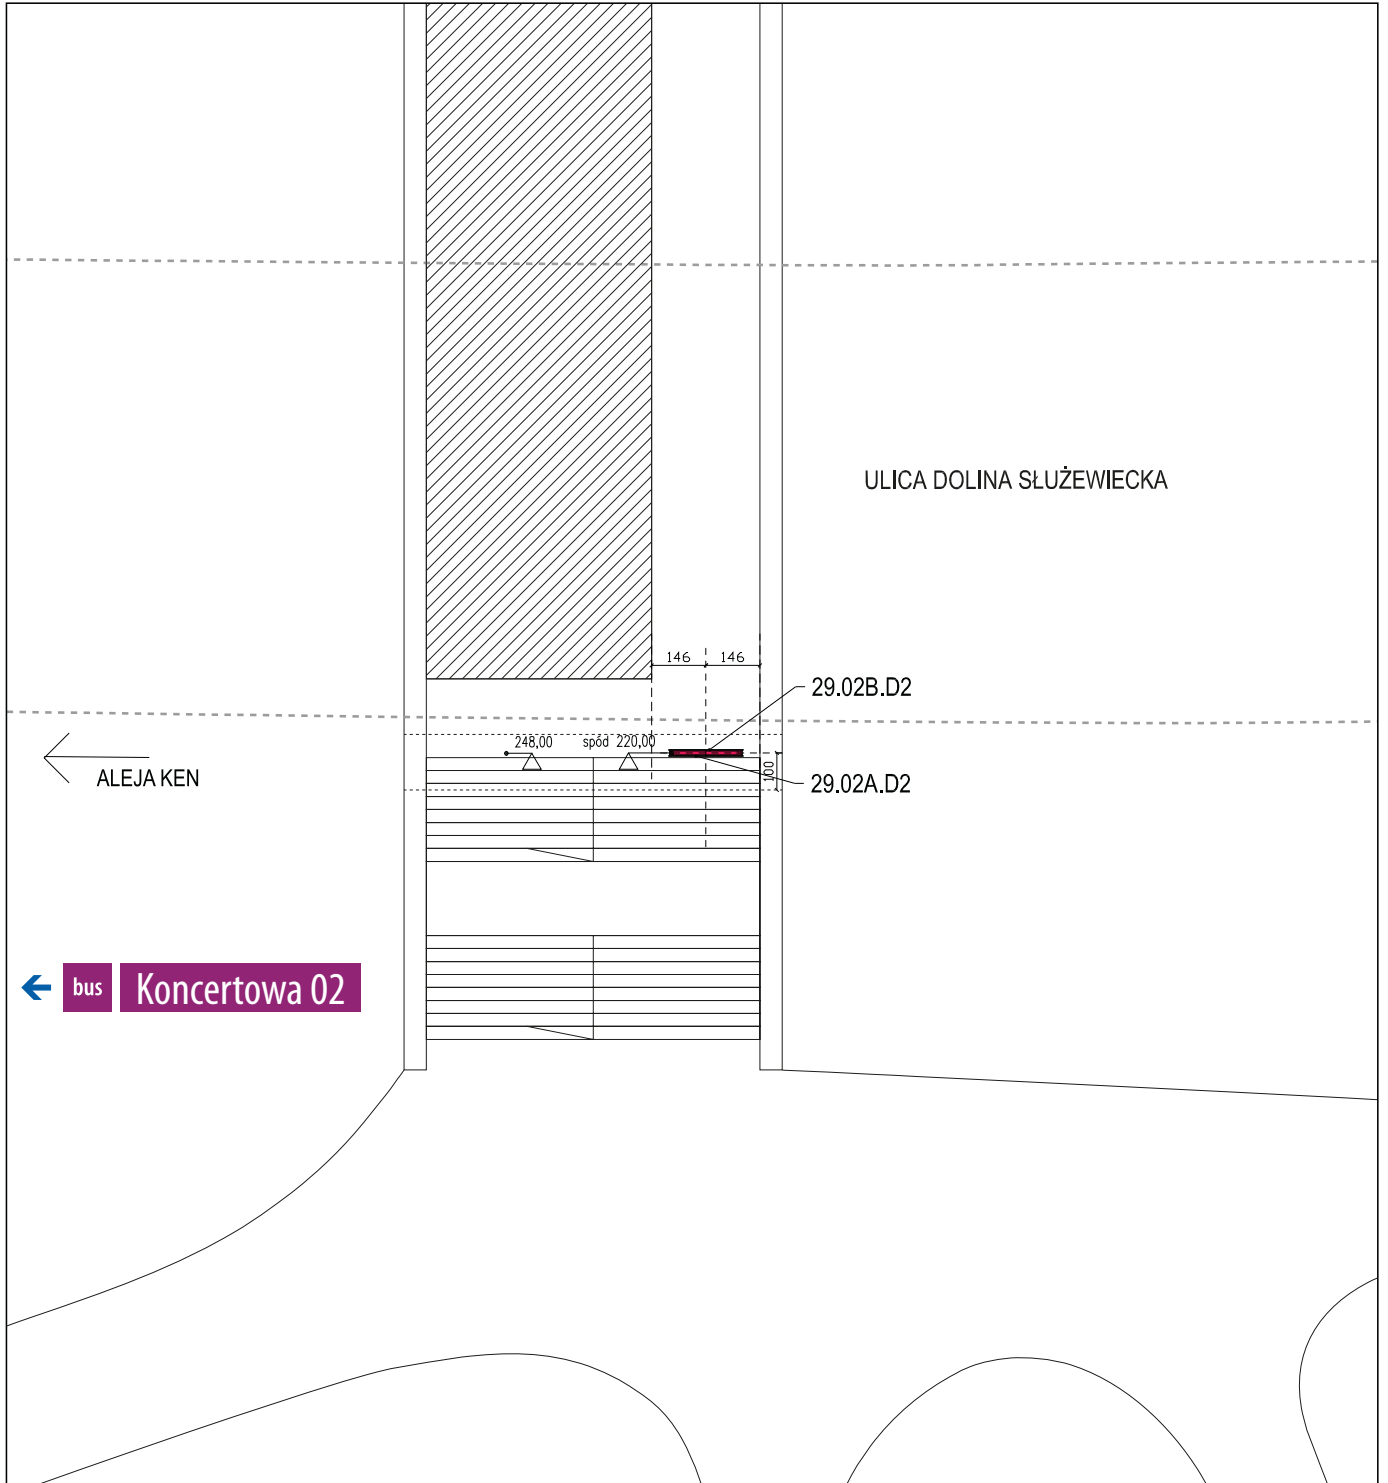 ULICA DOLINA SŁUŻEWIECKA
146 146
29.02B.D2
248,00 spód 220,00
100
ALEJA KEN
29.02A.D2
bus Koncertowa 02